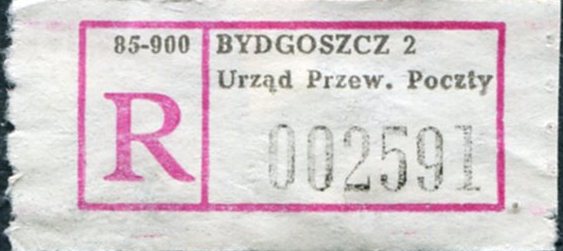 85-900 BYDGOSZCZ 2
Urząd Przew. Poczty
R 002591